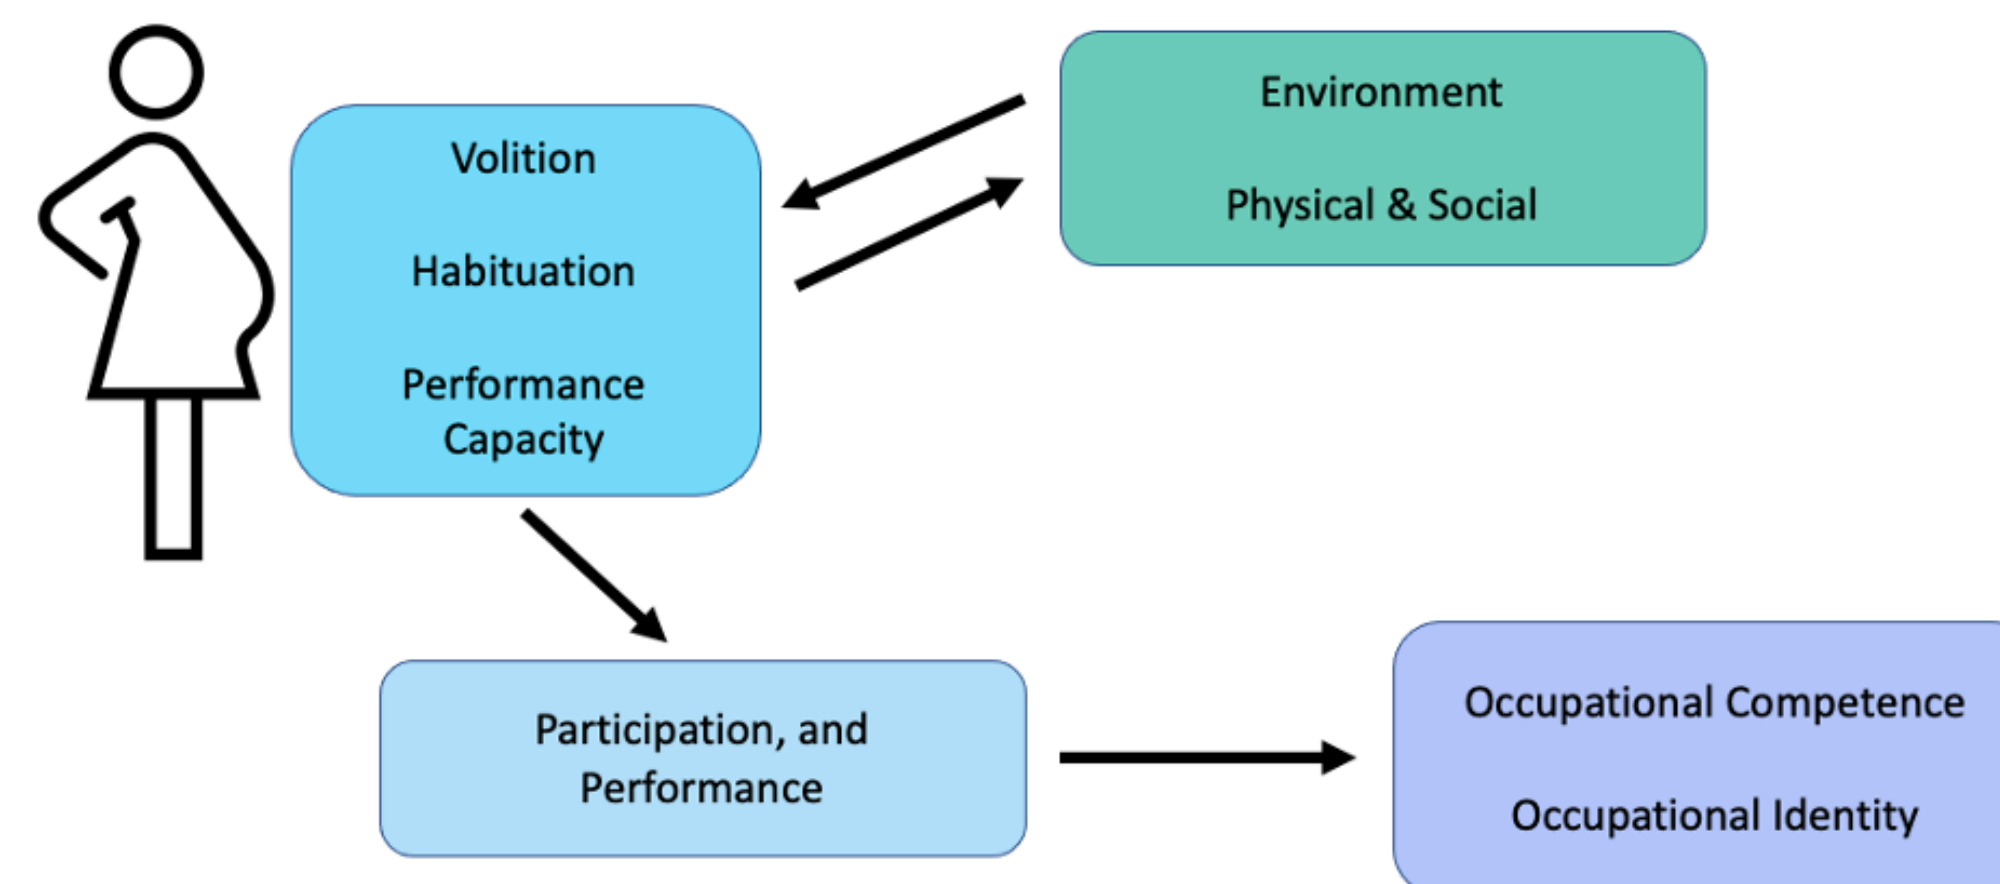 Volition
Habituation
Performance
Capacity
Environment
Physical & Social
Participation, and
Performance
Occupational Competence
Occupational Identity